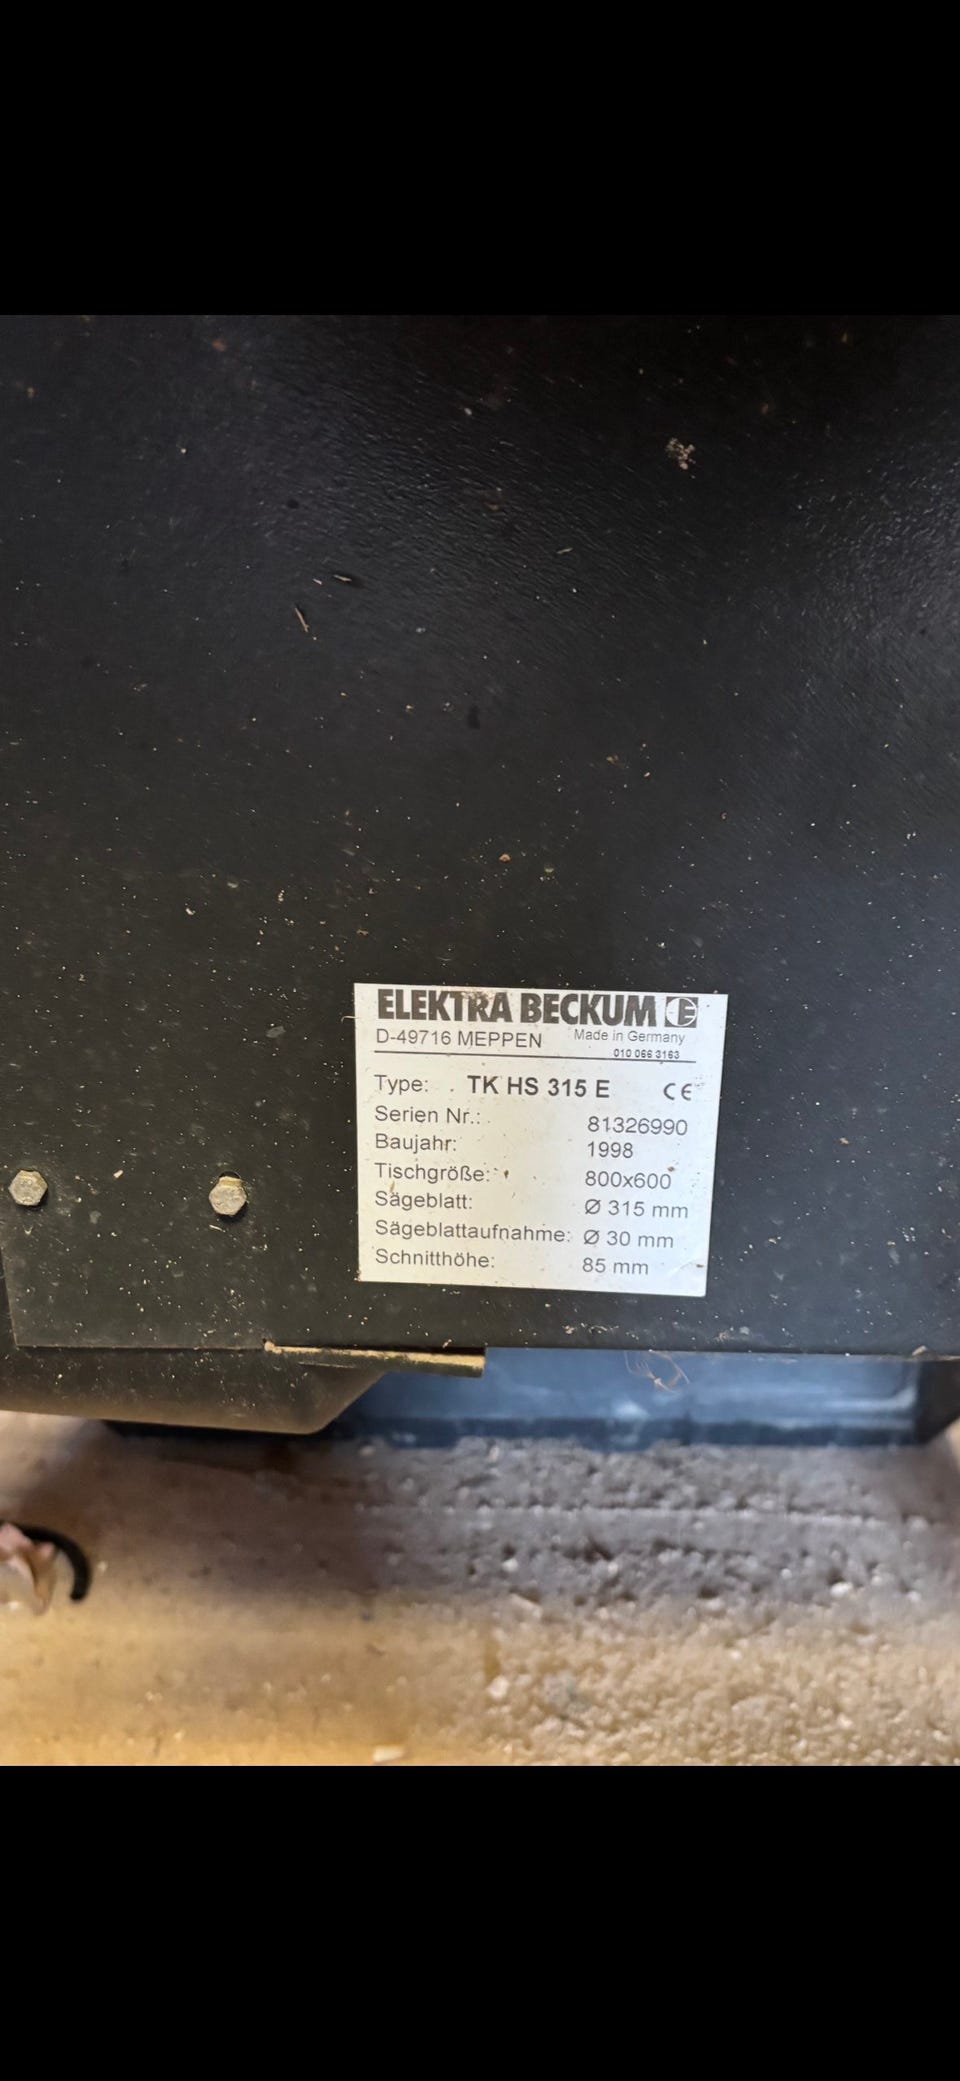 ELEKTRA BECKUM E
D-49716 MEPPEN Made in Germany
010 066 3163
Type: TK HS 315 E CE
Serien Nr.: 81326990
Baujahr: 1998
Tischgröße: 800x600
Sägeblatt: Ø 315 mm
Sägeblattaufnahme: Ø 30 mm
Schnitthöhe: 85 mm